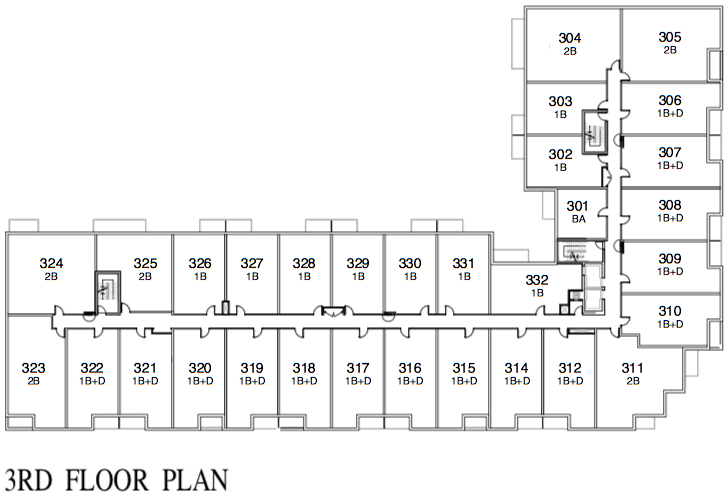 304
2B
305
2B
303
1B
306
1B+D
302
1B
307
1B+D
301
BA
308
1B+D
309
1B+D
310
1B+D
324
2B
325
2B
326
1B
327
1B
328
1B
329
1B
330
1B
331
1B
332
1B
323
2B
322
1B+D
321
1B+D
320
1B+D
319
1B+D
318
1B+D
317
1B+D
316
1B+D
315
1B+D
314
1B+D
312
1B+D
311
2B
3RD FLOOR PLAN